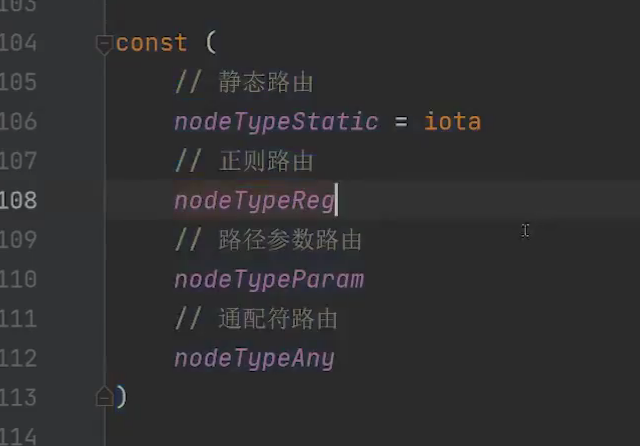 103
104 const (
105 // 静态路由
106 nodeTypeStatic = iota
107 // 正则路由
108 nodeTypeReg
109 // 路径参数路由
110 nodeTypeParam
111 // 通配符路由
112 nodeTypeAny
113 )
114